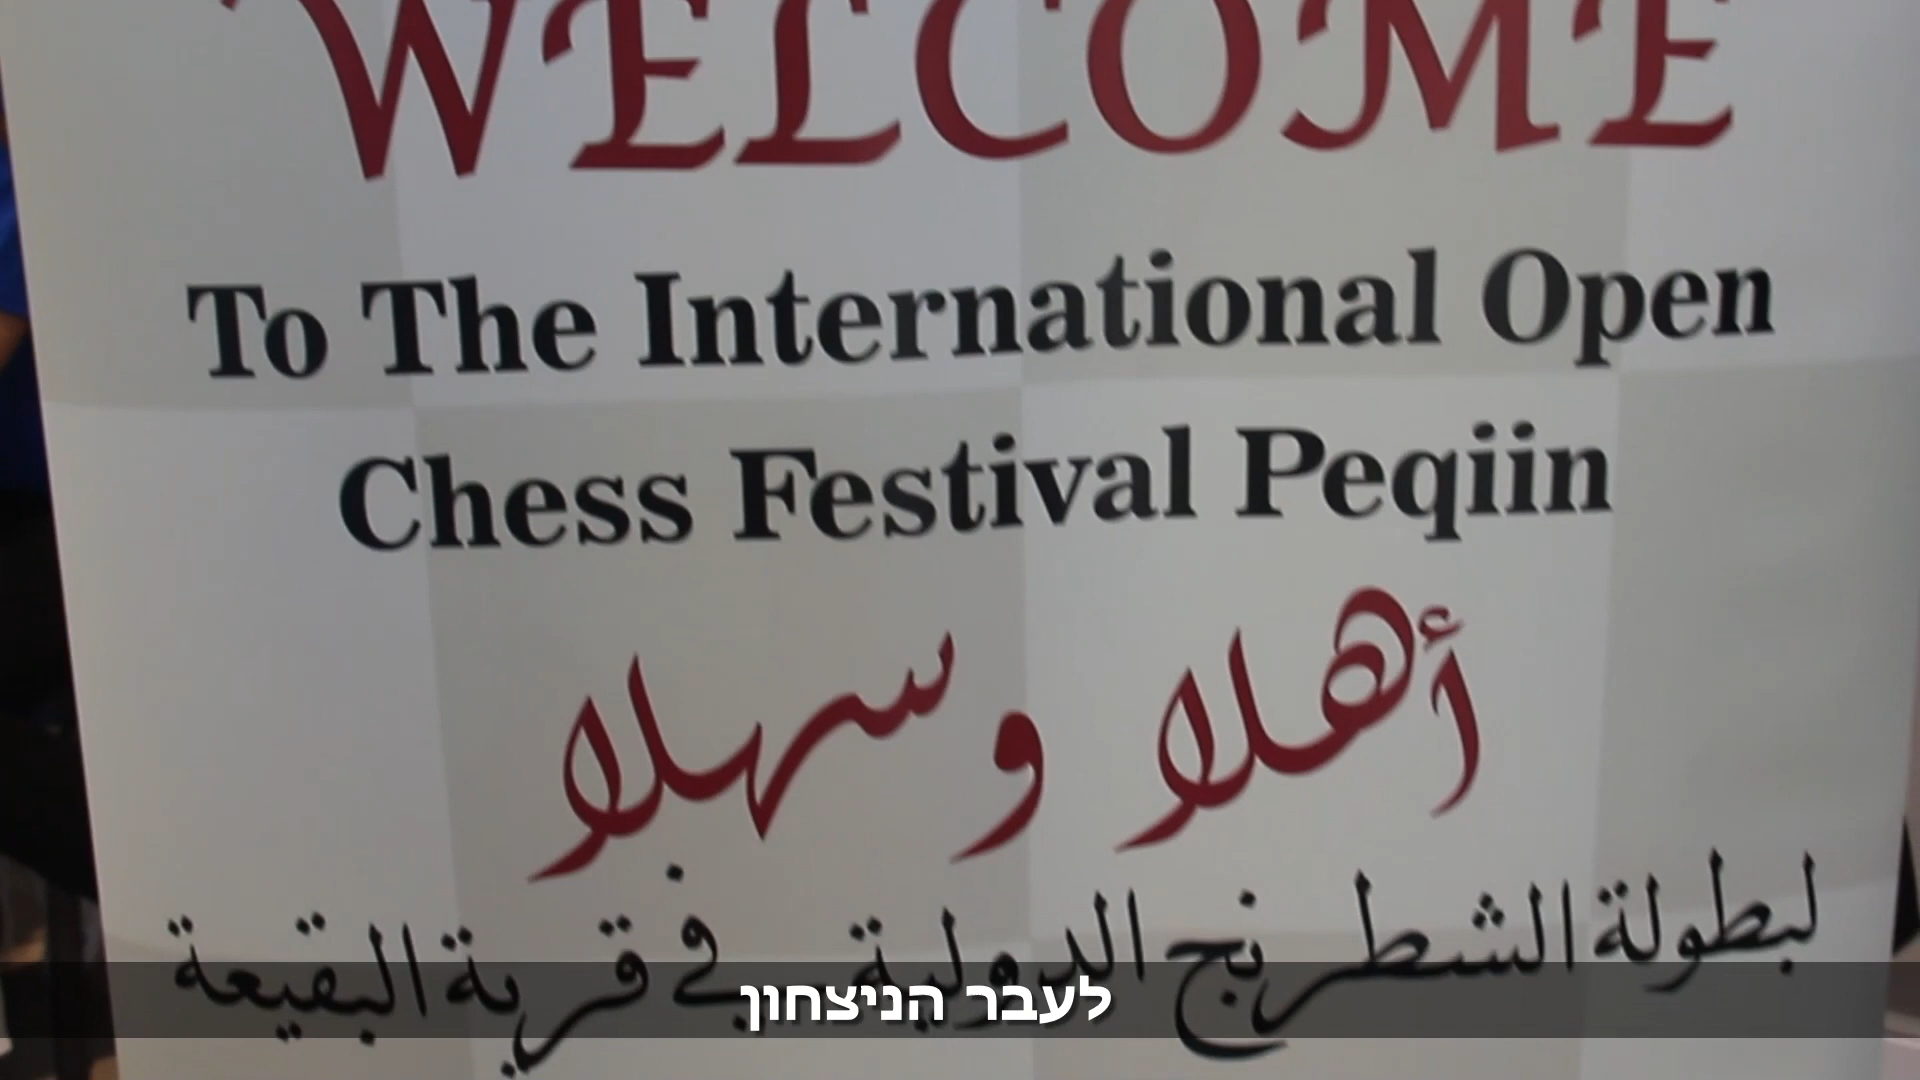 WELCOME
To The International Open
Chess Festival Peqiin
أهلا وسهلا
لبطولة الشطرنج الدولية في قرية البقيعة
לעבר הניצחון